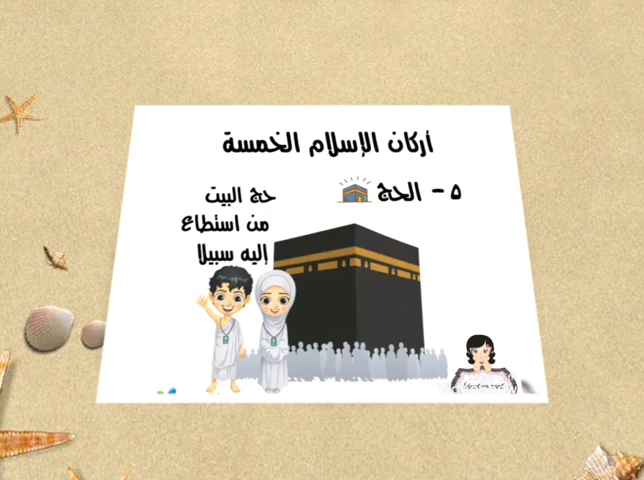 أركان الإسلام الخمسة
٥ - الحج
حج البيت
من استطاع
إليه سبيلا